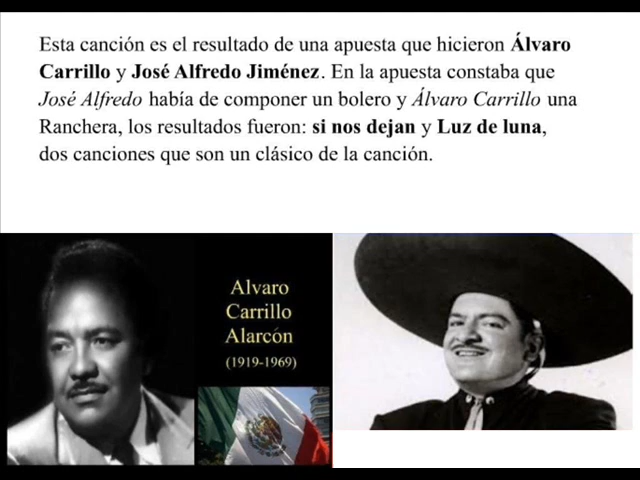 Esta canción es el resultado de una apuesta que hicieron Álvaro
Carrillo y José Alfredo Jiménez. En la apuesta constaba que
José Alfredo había de componer un bolero y Álvaro Carrillo una
Ranchera, los resultados fueron: si nos dejan y Luz de luna,
dos canciones que son un clásico de la canción.
Alvaro
Carrillo
Alarcón
(1919-1969)